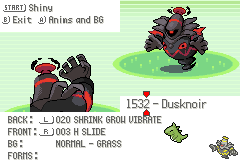 START Shiny
B Exit A Anims and BG
1532 - Dusknoir
BACK: L 020 SHRINK GROW VIBRATE
FRONT: R 003 H SLIDE
BG: NORMAL - GRASS
FORMS: